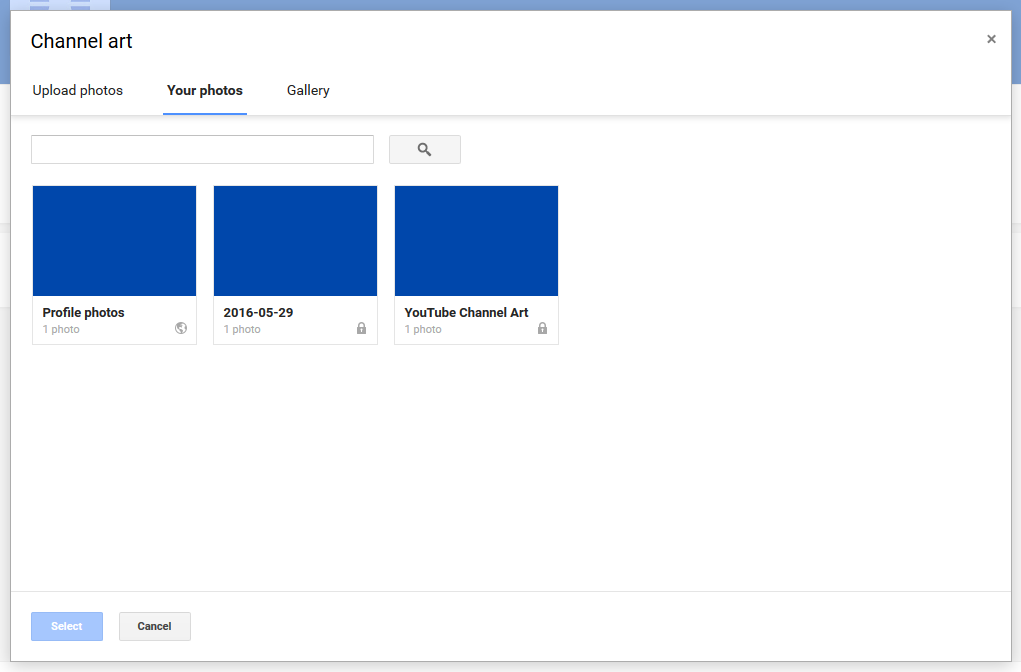 Channel art
Upload photos Your photos Gallery
Profile photos
1 photo
2016-05-29
1 photo
YouTube Channel Art
1 photo
Select Cancel